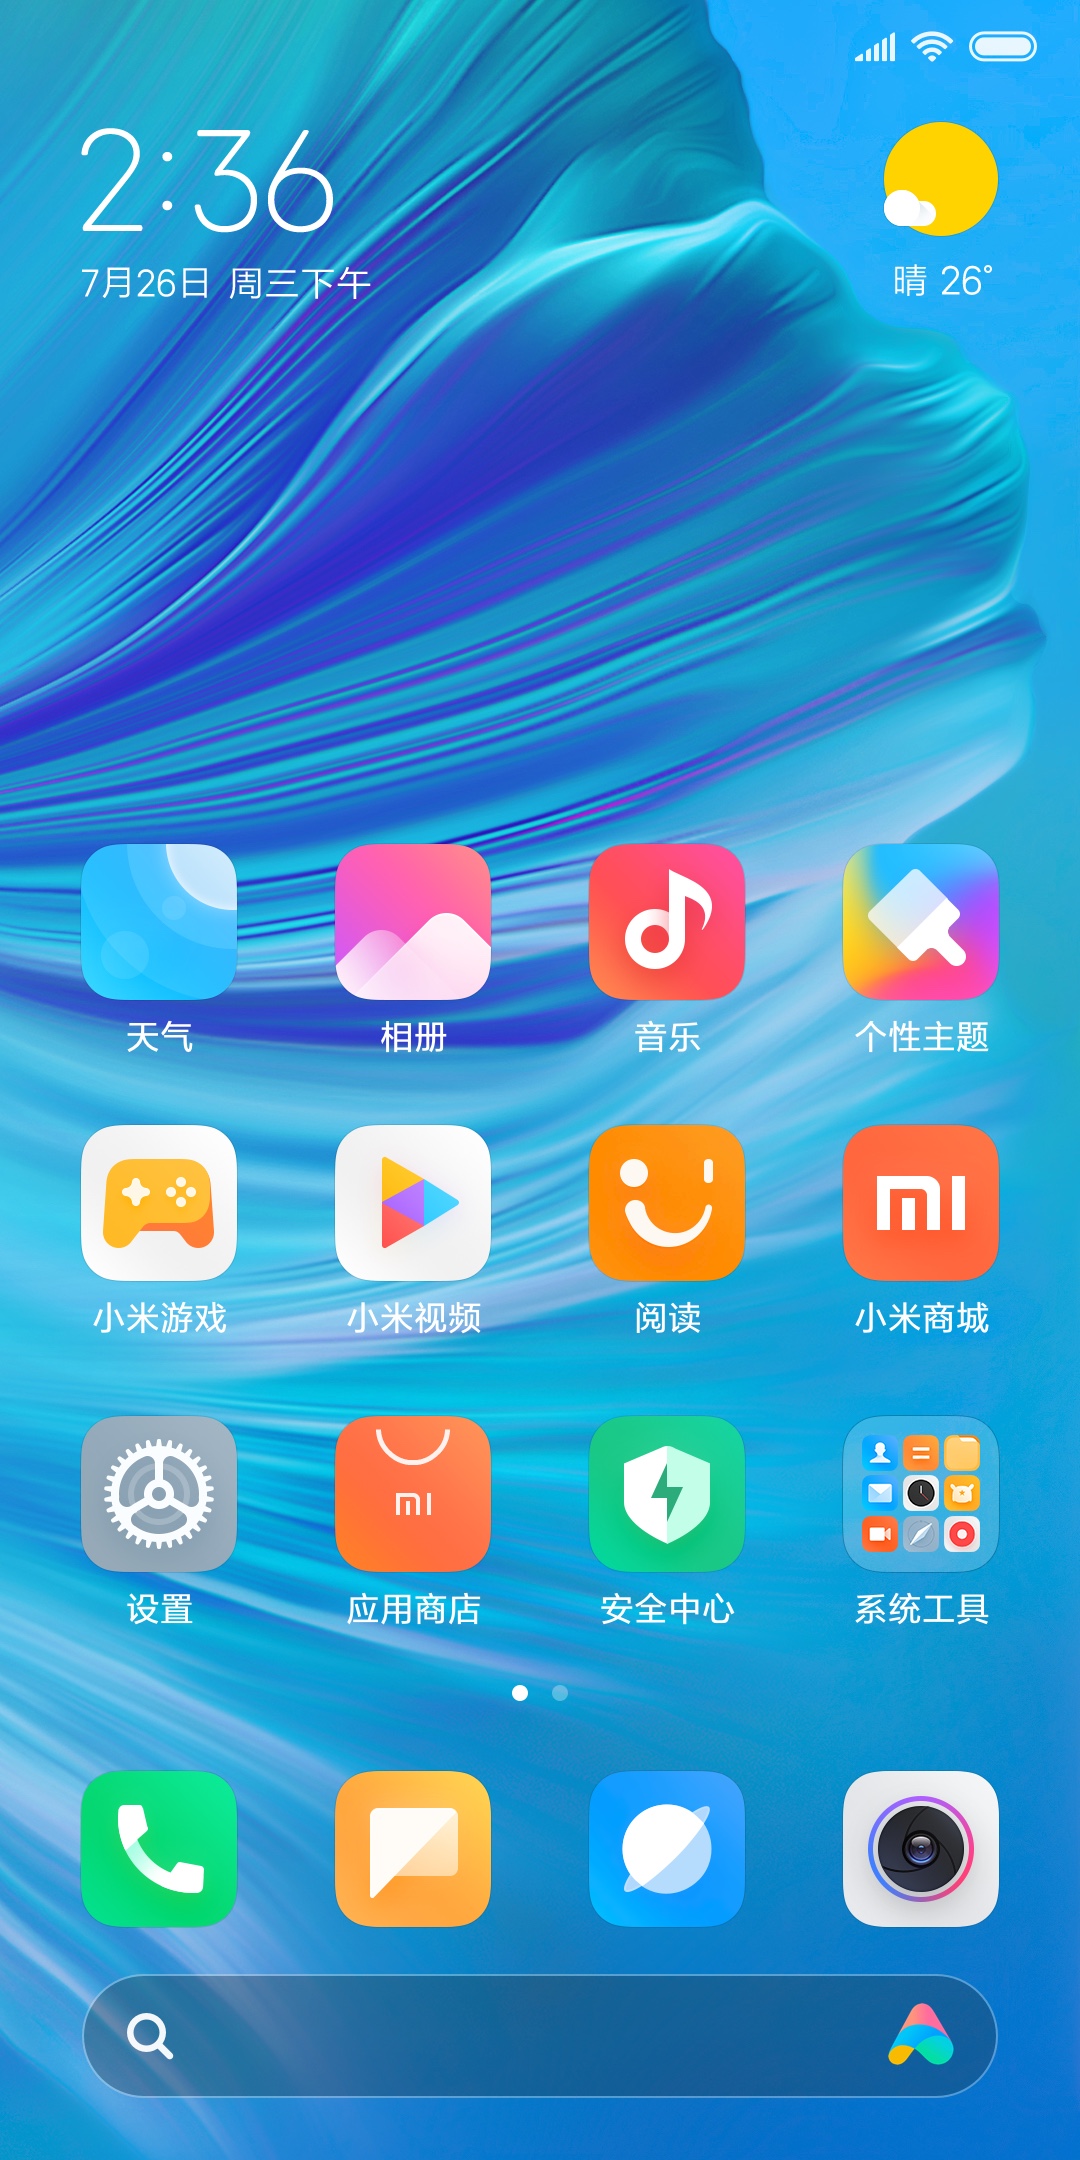 2:36
7月26日 周三下午
晴 26°
天气
相册
音乐
个性主题
小米游戏
小米视频
阅读
mi
小米商城
mi
设置
应用商店
安全中心
系统工具